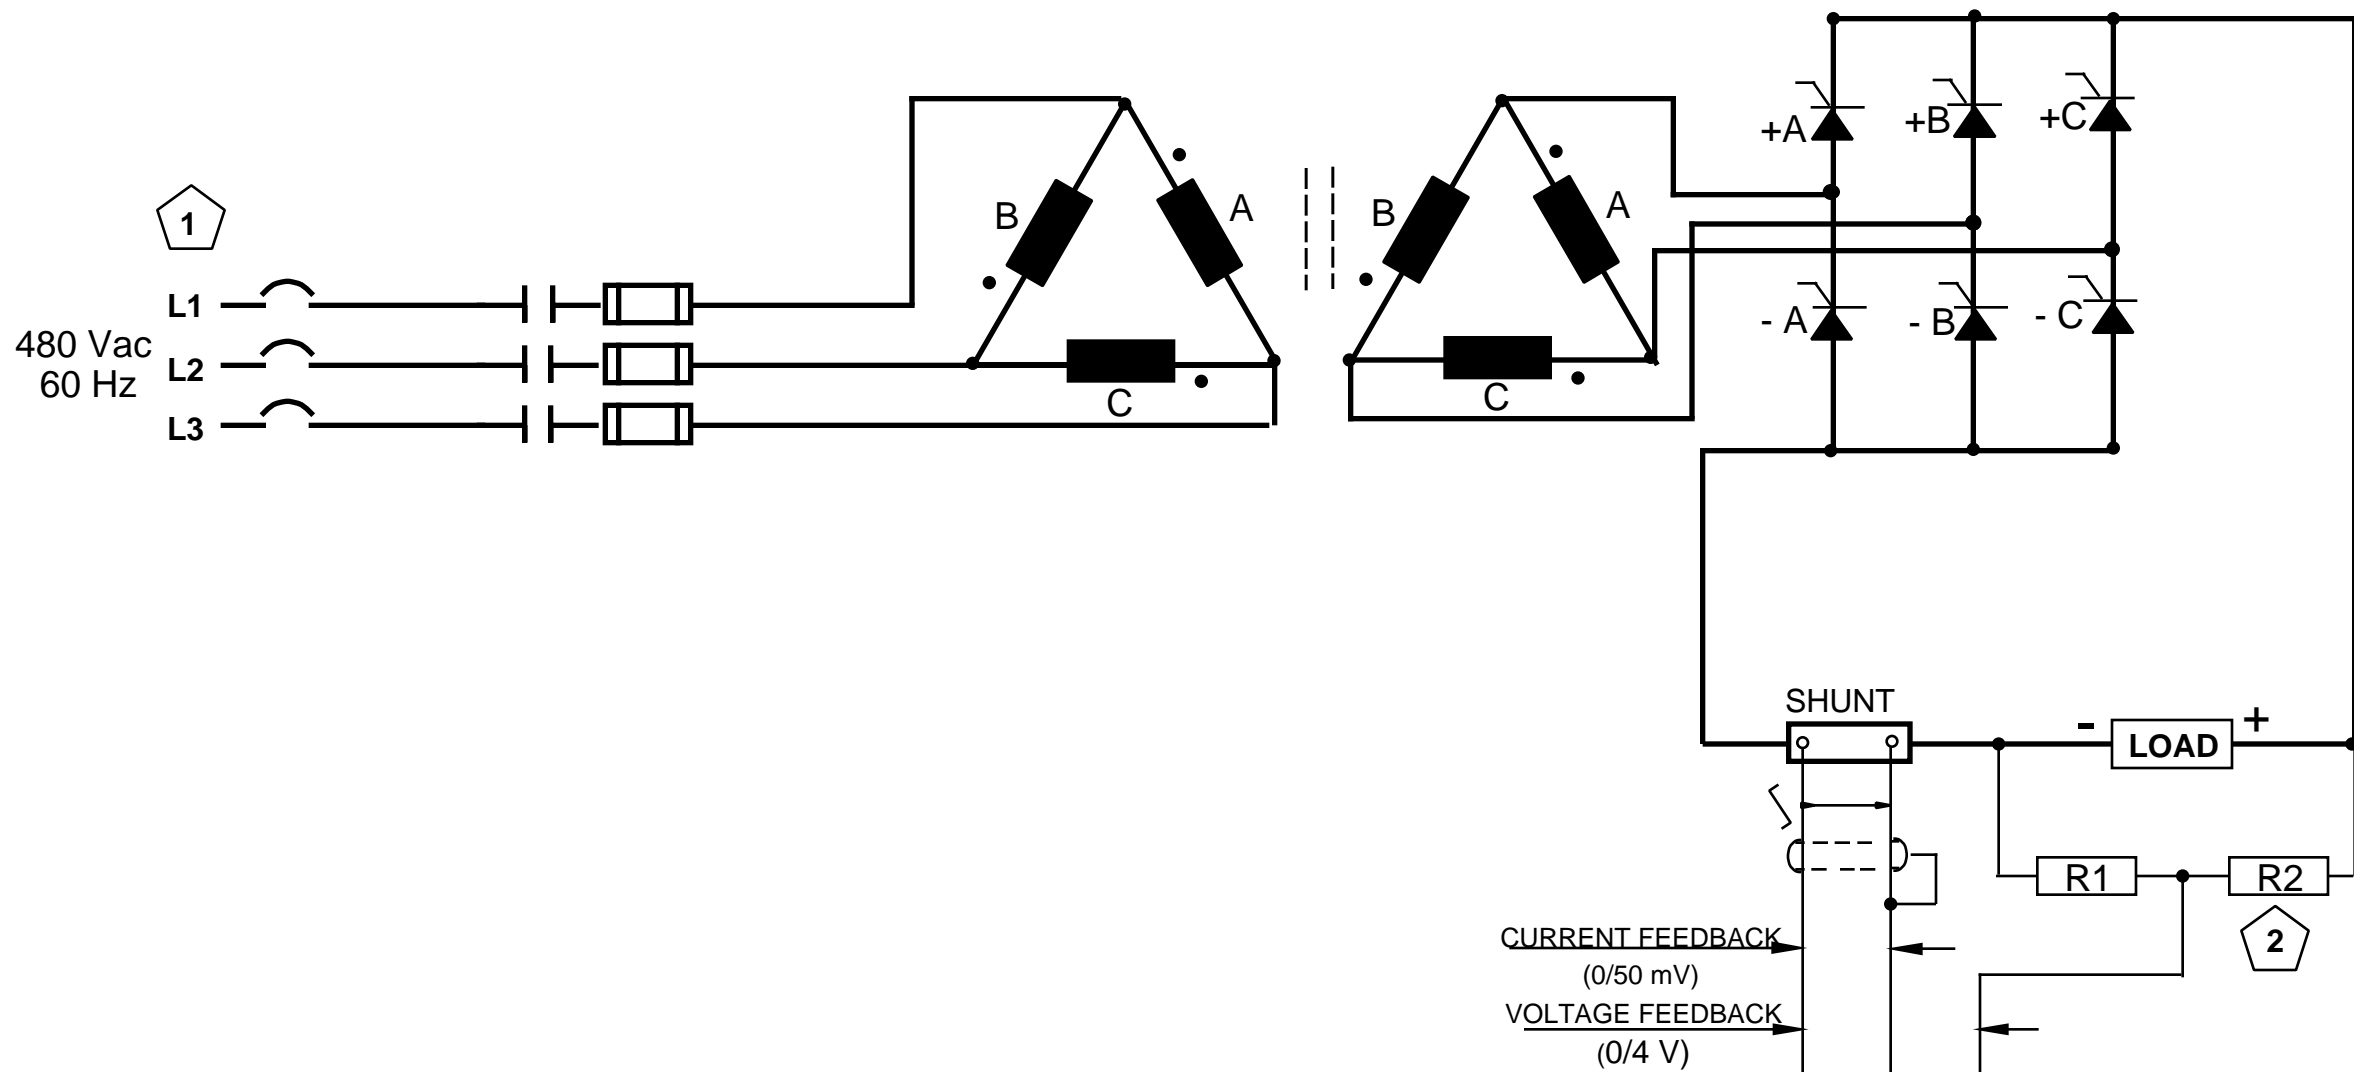 1
L1
480 Vac
60 Hz
L2
L3
B
A
C
B
A
C
+A
+B
+C
- A
- B
- C
SHUNT
-
LOAD
+
R1
R2
2
CURRENT FEEDBACK
(0/50 mV)
VOLTAGE FEEDBACK
(0/4 V)